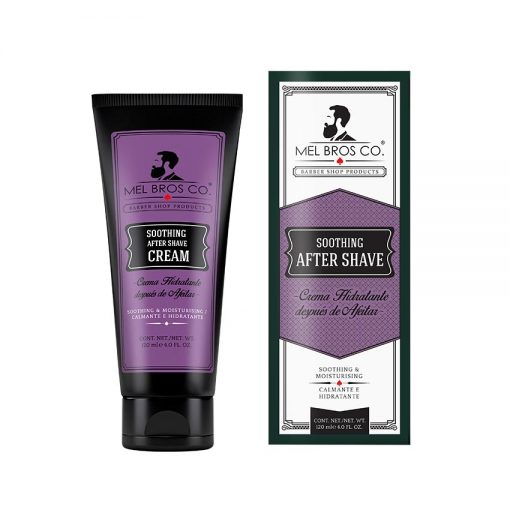 MEL BROS CO.®
BARBER SHOP PRODUCTS
SOOTHING
AFTER SHAVE
CREAM
Crema Hidratante
después de Afeitar
SOOTHING & MOISTURISING /
CALMANTE E HIDRATANTE
CONT. NET./NET. WT.
120 ml 4.0 FL. OZ.
MEL BROS CO.®
BARBER SHOP PRODUCTS
SOOTHING
AFTER SHAVE
Crema Hidratante
después de Afeitar
SOOTHING &
MOISTURISING
CALMANTE E
HIDRATANTE
CONT. NET./NET. WT.
120 ml 4.0 FL. OZ.